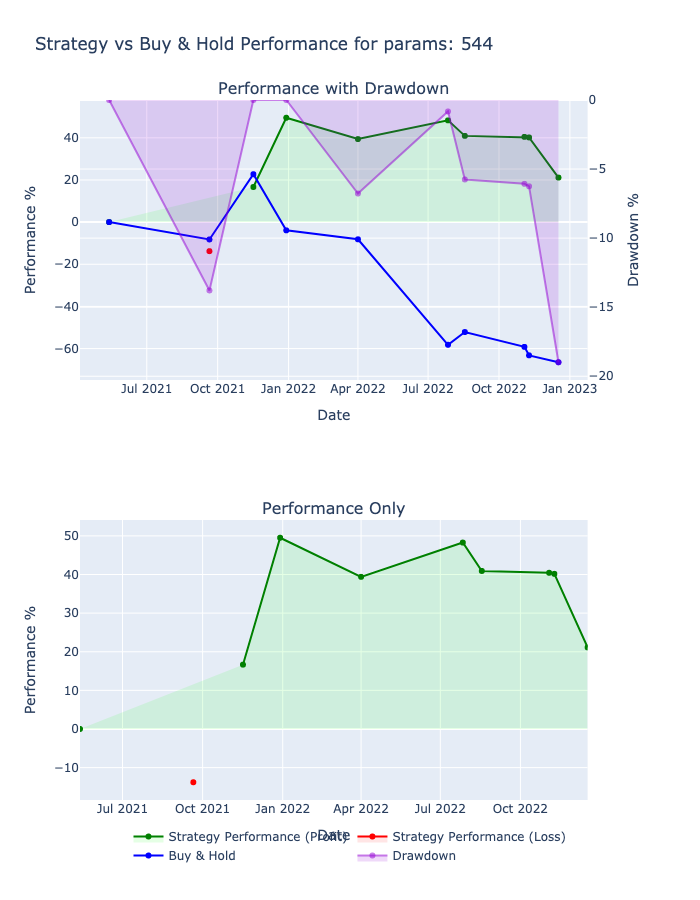 Strategy vs Buy & Hold Performance for params: 544
Performance with Drawdown
40
20
0
−20
−40
−60
Performance %
0
−5
−10
−15
−20
Drawdown %
Jul 2021 Oct 2021 Jan 2022 Apr 2022 Jul 2022 Oct 2022 Jan 2023
Date
Performance Only
50
40
30
20
10
0
−10
Performance %
Jul 2021 Oct 2021 Jan 2022 Apr 2022 Jul 2022 Oct 2022
Date
Strategy Performance (Profit) Strategy Performance (Loss)
Buy & Hold Drawdown